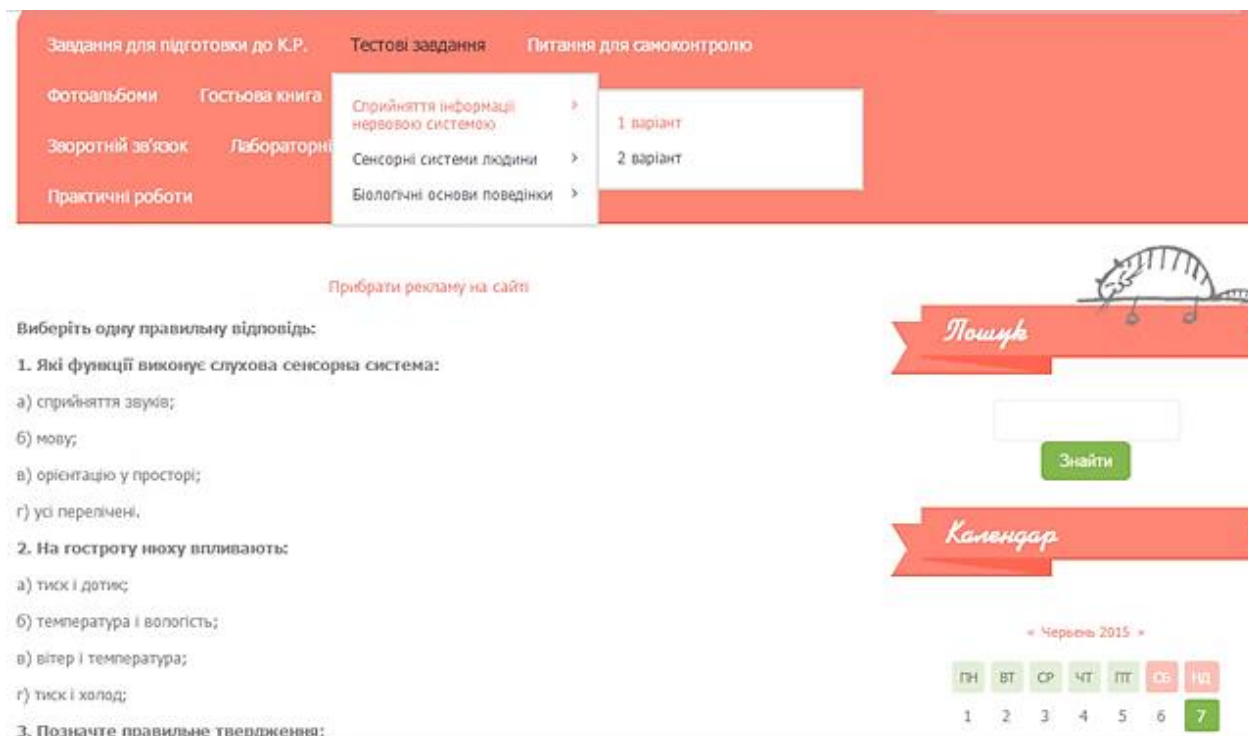 Завдання для підготовки до К.Р. Тестові завдання Питання для самоконтролю
Фотоальбоми Гостьова книга
Зворотній зв'язок Лабораторні
Практичні роботи
Сприйняття інформації
нервовою системою
Сенсорні системи людини
Біологічні основи поведінки
1 варіант
2 варіант
Прибрати рекламу на сайті
Виберіть одну правильну відповідь:
1. Які функції виконує слухова сенсорна система:
а) сприйняття звуків;
б) мову;
в) орієнтацію у просторі;
г) усі перелічені.
2. На гостроту нюху впливають:
а) тиск і дотик;
б) температура і вологість;
в) вітер і температура;
г) тиск і холод;
3. Позначте правильне твердження:
Пошук
Знайти
Календар
« Червень 2015 »
ПН ВТ СР ЧТ ПТ СБ НД
1 2 3 4 5 6 7